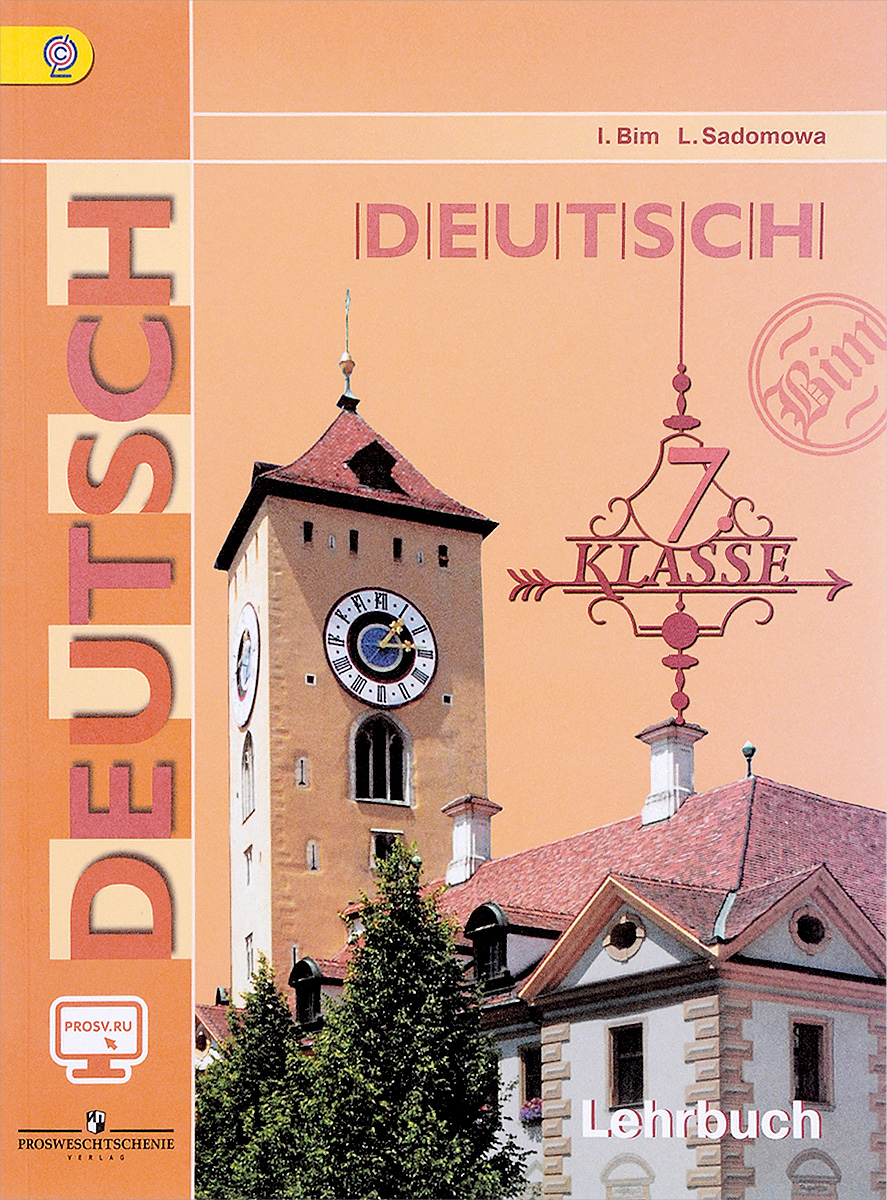 I. Bim L. Sadomowa
DEUTSCH
DEUTSCH
Bim
7.
KLASSE
PROSV.RU
Lehrbuch
PROSWESCHTSCHENIE
VERLAG